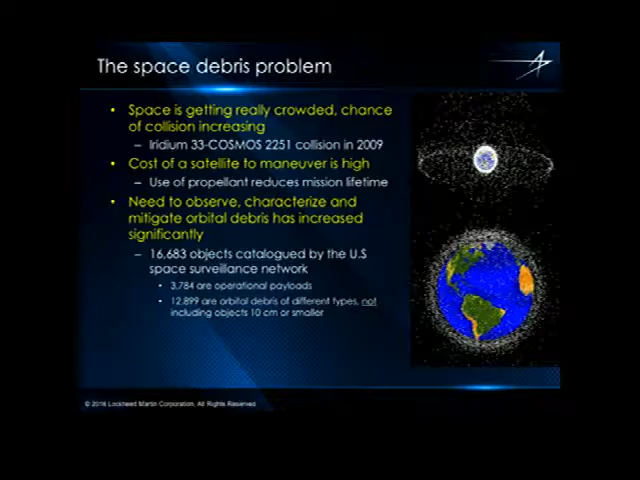 The space debris problem
• Space is getting really crowded, chance
of collision increasing
– Iridium 33-COSMOS 2251 collision in 2009
• Cost of a satellite to maneuver is high
– Use of propellant reduces mission lifetime
• Need to observe, characterize and
mitigate orbital debris has increased
significantly
– 16,683 objects catalogued by the U.S
space surveillance network
• 3,784 are operational payloads
• 12,899 are orbital debris of different types, not
including objects 10 cm or smaller
© 2016 Lockheed Martin Corporation, All Rights Reserved